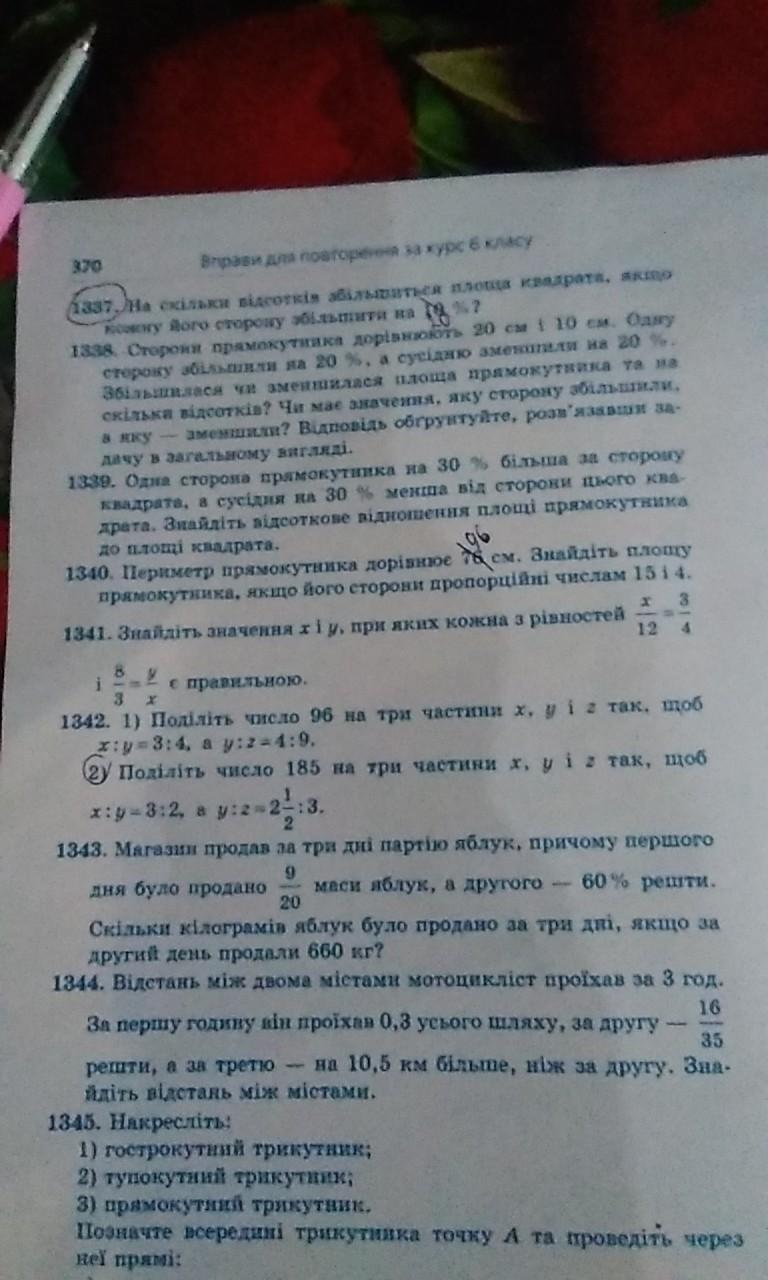 370 Вправи для повторення за курс 6 класу
1337. На скільки відсотків збільшиться площа квадрата, якщо
кожну його сторону збільшити на %?
1338. Сторони прямокутника дорівнюють 20 см і 10 см. Одну
сторону збільшили на 20 %, а сусідню зменшили на 20 %.
Збільшилася чи зменшилася площа прямокутника та на
скільки відсотків? Чи має значення, яку сторону збільшили,
а яку — зменшили? Відповідь обґрунтуйте, розв'язавши за-
дачу в загальному вигляді.
1339. Одна сторона прямокутника на 30 % більша за сторону
квадрата, а сусідня на 30 % менша від сторони цього ква-
драта. Знайдіть відсоткове відношення площі прямокутника
до площі квадрата.
96
1340. Периметр прямокутника дорівнює 76 см. Знайдіть площу
прямокутника, якщо його сторони пропорційні числам 15 і 4.
1341. Знайдіть значення x і y, при яких кожна з рівностей x/12 = 3/4
і 8/3 = y/x є правильною.
1342. 1) Поділіть число 96 на три частини x, y і z так, щоб
x : y = 3 : 4, а y : z = 4 : 9.
2) Поділіть число 185 на три частини x, y і z так, щоб
x : y = 3 : 2, а y : z = 2 1/2 : 3.
1343. Магазин продав за три дні партію яблук, причому першого
дня було продано 9/20 маси яблук, а другого — 60 % решти.
Скільки кілограмів яблук було продано за три дні, якщо за
другий день продали 660 кг?
1344. Відстань між двома містами мотоцикліст проїхав за 3 год.
За першу годину він проїхав 0,3 усього шляху, за другу — 16/35
решти, а за третю — на 10,5 км більше, ніж за другу. Зна-
йдіть відстань між містами.
1345. Накресліть:
1) гострокутний трикутник;
2) тупокутний трикутник;
3) прямокутний трикутник.
Позначте всередині трикутника точку A та проведіть через
неї прямі: